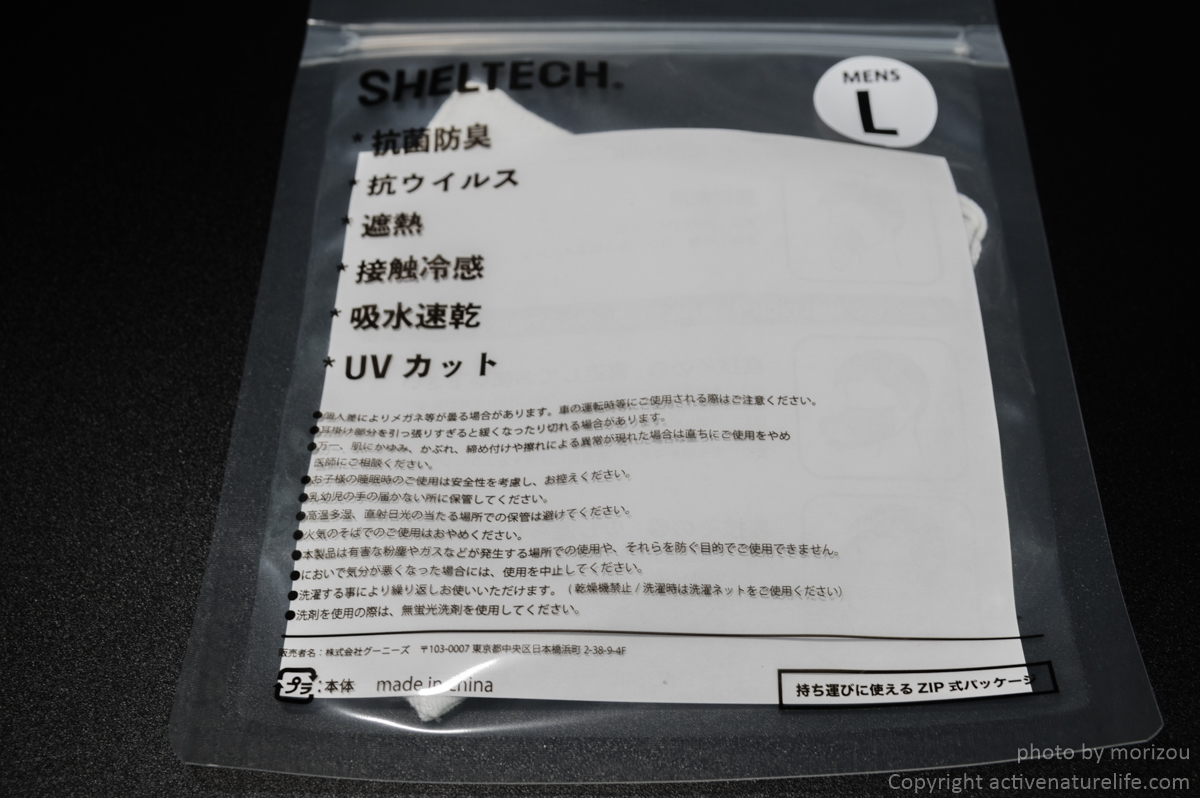 SHELTECH
MENS
L
* 抗菌防臭
* 抗ウイルス
* 遮熱
* 接触冷感
* 吸水速乾
* UV カット
●個人差によりメガネ等が曇る場合があります。車の運転時等にご使用される際はご注意ください。
●耳掛け部分を引っ張りすぎると緩くなったり切れる場合があります。
●万一、肌にかゆみ、かぶれ、締め付けや擦れによる異常が現れた場合は直ちにご使用をやめ
医師にご相談ください。
●お子様の睡眠時のご使用は安全性を考慮し、お控えください。
●乳幼児の手の届かない所に保管してください。
●高温多湿、直射日光の当たる場所での保管は避けてください。
●火気のそばでのご使用はおやめください。
●本製品は有害な粉塵やガスなどが発生する場所での使用や、それらを防ぐ目的でご使用できません。
●においで気分が悪くなった場合には、使用を中止してください。
●洗濯する事により繰り返しお使いいただけます。（乾燥機禁止 / 洗濯時は洗濯ネットをご使用ください）
●洗剤を使用の際は、無蛍光洗剤を使用してください。
販売者名：株式会社グーニーズ 〒103-0007 東京都中央区日本橋浜町 2-38-9-4F
プラ：本体 made in china
持ち運びに使える ZIP 式パッケージ
photo by morizou
Copyright activenaturelife.com